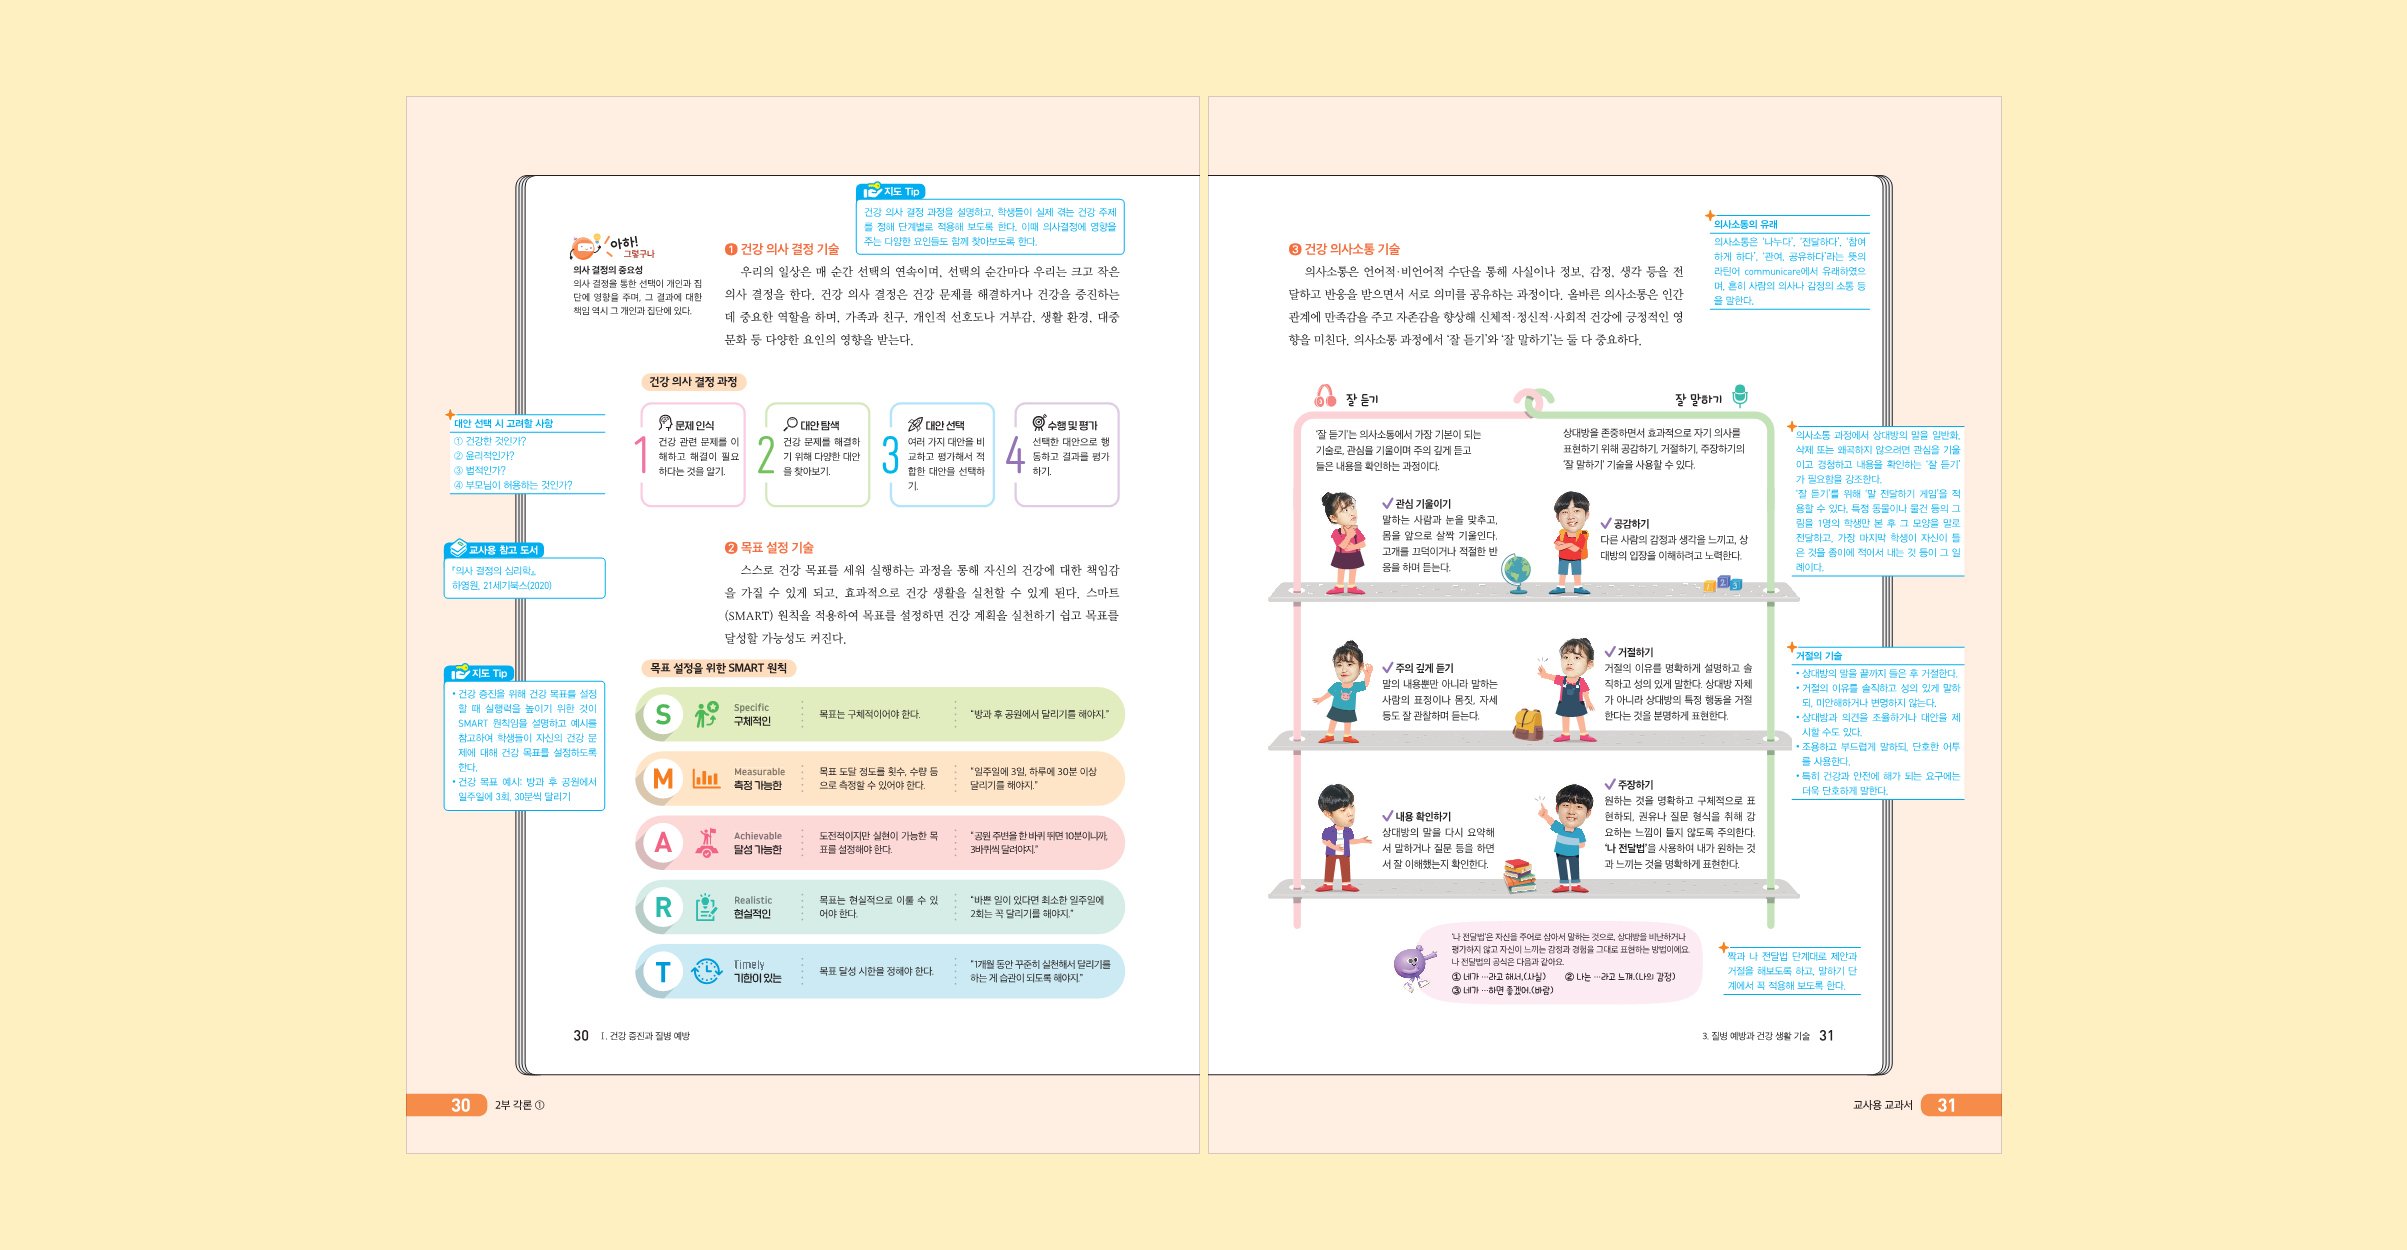 지도 Tip
건강 의사 결정 과정을 설명하고, 학생들이 실제 겪는 건강 주제
를 정해 단계별로 적용해 보도록 한다. 이때 의사결정에 영향을
주는 다양한 요인들도 함께 찾아보도록 한다.
아하!
그렇구나
의사 결정의 중요성
의사 결정을 통한 선택이 개인과 집
단에 영향을 주며, 그 결과에 대한
책임 역시 그 개인과 집단에 있다.
1 건강 의사 결정 기술
우리의 일상은 매 순간 선택의 연속이며, 선택의 순간마다 우리는 크고 작은
의사 결정을 한다. 건강 의사 결정은 건강 문제를 해결하거나 건강을 증진하는
데 중요한 역할을 하며, 가족과 친구, 개인적 선호도나 거부감, 생활 환경, 대중
문화 등 다양한 요인의 영향을 받는다.
건강 의사 결정 과정
대안 선택 시 고려할 사항
① 건강한 것인가?
② 윤리적인가?
③ 법적인가?
④ 부모님이 허용하는 것인가?
1
문제 인식
건강 관련 문제를 이
해하고 해결이 필요
하다는 것을 알기.
2
대안 탐색
건강 문제를 해결하
기 위해 다양한 대안
을 찾아보기.
3
대안 선택
여러 가지 대안을 비
교하고 평가해서 적
합한 대안을 선택하
기.
4
수행 및 평가
선택한 대안으로 행
동하고 결과를 평가
하기.
교사용 참고 도서
『의사 결정의 심리학』,
하영원, 21세기북스(2020)
2 목표 설정 기술
스스로 건강 목표를 세워 실행하는 과정을 통해 자신의 건강에 대한 책임감
을 가질 수 있게 되고, 효과적으로 건강 생활을 실천할 수 있게 된다. 스마트
(SMART) 원칙을 적용하여 목표를 설정하면 건강 계획을 실천하기 쉽고 목표를
달성할 가능성도 커진다.
지도 Tip
• 건강 증진을 위해 건강 목표를 설정
할 때 실행력을 높이기 위한 것이
SMART 원칙임을 설명하고 예시를
참고하여 학생들이 자신의 건강 문
제에 대해 건강 목표를 설정하도록
한다.
• 건강 목표 예시: 방과 후 공원에서
일주일에 3회, 30분씩 달리기
목표 설정을 위한 SMART 원칙
S
Specific
구체적인
목표는 구체적이어야 한다.
“방과 후 공원에서 달리기를 해야지.”
M
Measurable
측정 가능한
목표 도달 정도를 횟수, 수량 등
으로 측정할 수 있어야 한다.
“일주일에 3일, 하루에 30분 이상
달리기를 해야지.”
A
Achievable
달성 가능한
도전적이지만 실현이 가능한 목
표를 설정해야 한다.
“공원 주변을 한 바퀴 뛰면 10분이니까,
3바퀴씩 달려야지.”
R
Realistic
현실적인
목표는 현실적으로 이룰 수 있
어야 한다.
“바쁜 일이 있다면 최소한 일주일에
2회는 꼭 달리기를 해야지.”
T
Timely
기한이 있는
목표 달성 시한을 정해야 한다.
“1개월 동안 꾸준히 실천해서 달리기를
하는 게 습관이 되도록 해야지.”
30 Ⅰ. 건강 증진과 질병 예방
30 2부 각론 ①
3 건강 의사소통 기술
의사소통은 언어적·비언어적 수단을 통해 사실이나 정보, 감정, 생각 등을 전
달하고 반응을 받으면서 서로 의미를 공유하는 과정이다. 올바른 의사소통은 인간
관계에 만족감을 주고 자존감을 향상해 신체적·정신적·사회적 건강에 긍정적인 영
향을 미친다. 의사소통 과정에서 ‘잘 듣기’와 ‘잘 말하기’는 둘 다 중요하다.
의사소통의 유래
의사소통은 ‘나누다’, ‘전달하다’, ‘참여
하게 하다’, ‘관여, 공유하다’라는 뜻의
라틴어 communicare에서 유래하였으
며, 흔히 사람의 의사나 감정의 소통 등
을 말한다.
잘 듣기
‘잘 듣기’는 의사소통에서 가장 기본이 되는
기술로, 관심을 기울이며 주의 깊게 듣고
들은 내용을 확인하는 과정이다.
관심 기울이기
말하는 사람과 눈을 맞추고,
몸을 앞으로 살짝 기울인다.
고개를 끄덕이거나 적절한 반
응을 하며 듣는다.
주의 깊게 듣기
말의 내용뿐만 아니라 말하는
사람의 표정이나 몸짓, 자세
등도 잘 관찰하며 듣는다.
내용 확인하기
상대방의 말을 다시 요약해
서 말하거나 질문 등을 하면
서 잘 이해했는지 확인한다.
잘 말하기
상대방을 존중하면서 효과적으로 자기 의사를
표현하기 위해 공감하기, 거절하기, 주장하기의
‘잘 말하기’ 기술을 사용할 수 있다.
공감하기
다른 사람의 감정과 생각을 느끼고, 상
대방의 입장을 이해하려고 노력한다.
1 2 3
거절하기
거절의 이유를 명확하게 설명하고 솔
직하고 성의 있게 말한다. 상대방 자체
가 아니라 상대방의 특정 행동을 거절
한다는 것을 분명하게 표현한다.
주장하기
원하는 것을 명확하고 구체적으로 표
현하되, 권유나 질문 형식을 취해 강
요하는 느낌이 들지 않도록 주의한다.
‘나 전달법’을 사용하여 내가 원하는 것
과 느끼는 것을 명확하게 표현한다.
의사소통 과정에서 상대방의 말을 일반화,
삭제 또는 왜곡하지 않으려면 관심을 기울
이고 경청하고 내용을 확인하는 ‘잘 듣기’
가 필요함을 강조한다.
‘잘 듣기’를 위해 ‘말 전달하기 게임’을 적
용할 수 있다. 특정 동물이나 물건 등의 그
림을 1명의 학생만 본 후 그 모양을 말로
전달하고, 가장 마지막 학생이 자신이 들
은 것을 종이에 적어서 내는 것 등이 그 일
례이다.
거절의 기술
• 상대방의 말을 끝까지 들은 후 거절한다.
• 거절의 이유를 솔직하고 성의 있게 말하
되, 미안해하거나 변명하지 않는다.
• 상대방과 의견을 조율하거나 대안을 제
시할 수도 있다.
• 조용하고 부드럽게 말하되, 단호한 어투
를 사용한다.
• 특히 건강과 안전에 해가 되는 요구에는
더욱 단호하게 말한다.
‘나 전달법’은 자신을 주어로 삼아서 말하는 것으로, 상대방을 비난하거나
평가하지 않고 자신이 느끼는 감정과 경험을 그대로 표현하는 방법이에요.
나 전달법의 공식은 다음과 같아요.
① 네가 …라고 해서,(사실) ② 나는 …라고 느껴.(나의 감정)
③ 네가 …하면 좋겠어.(바람)
짝과 나 전달법 단계대로 제안과
거절을 해보도록 하고, 말하기 단
계에서 꼭 적용해 보도록 한다.
3. 질병 예방과 건강 생활 기술 31
교사용 교과서 31